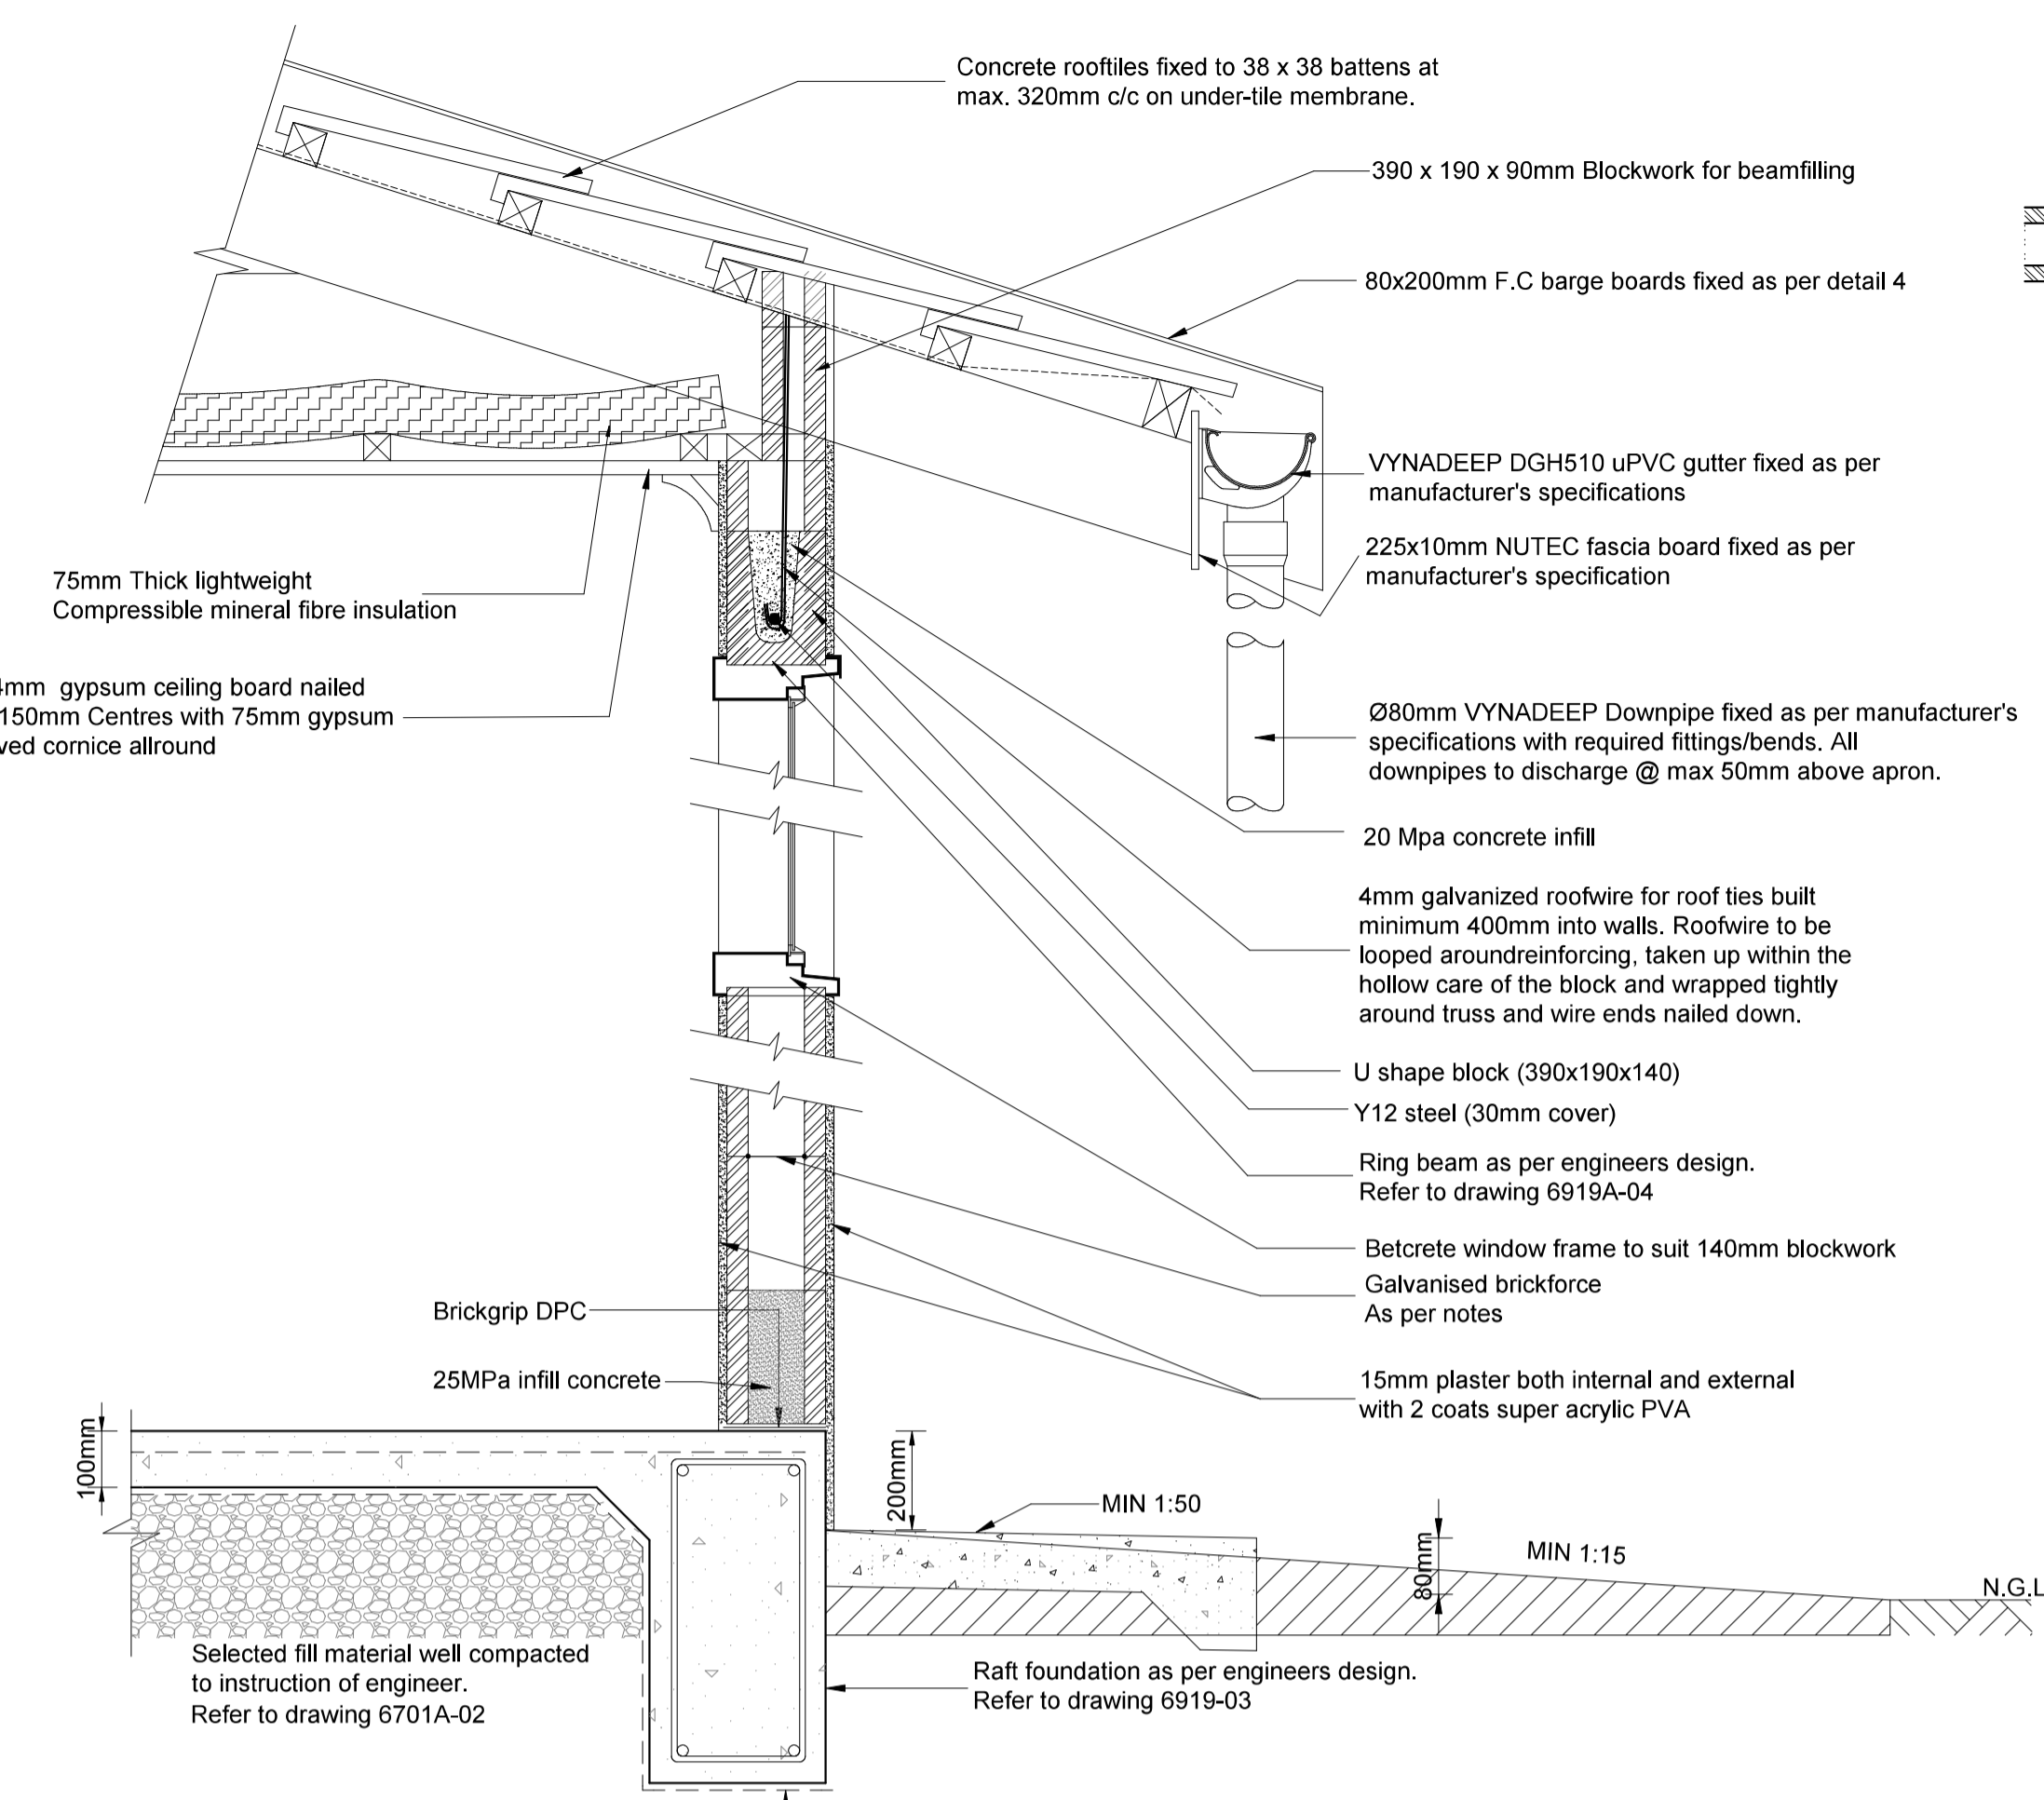 Concrete rooftiles fixed to 38 x 38 battens at
max. 320mm c/c on under-tile membrane.
390 x 190 x 90mm Blockwork for beamfilling
80x200mm F.C barge boards fixed as per detail 4
VYNADEEP DGH510 uPVC gutter fixed as per
manufacturer's specifications
225x10mm NUTEC fascia board fixed as per
manufacturer's specification
75mm Thick lightweight
Compressible mineral fibre insulation
gypsum ceiling board nailed
150mm Centres with 75mm gypsum
cornice allround
Ø80mm VYNADEEP Downpipe fixed as per manufacturer's
specifications with required fittings/bends. All
downpipes to discharge @ max 50mm above apron.
20 Mpa concrete infill
4mm galvanized roofwire for roof ties built
minimum 400mm into walls. Roofwire to be
looped aroundreinforcing, taken up within the
hollow care of the block and wrapped tightly
around truss and wire ends nailed down.
U shape block (390x190x140)
Y12 steel (30mm cover)
Ring beam as per engineers design.
Refer to drawing 6919A-04
Betcrete window frame to suit 140mm blockwork
Galvanised brickforce
As per notes
15mm plaster both internal and external
with 2 coats super acrylic PVA
Brickgrip DPC
25MPa infill concrete
100mm
200mm
MIN 1:50
80mm
MIN 1:15
N.G.L
Selected fill material well compacted
to instruction of engineer.
Refer to drawing 6701A-02
Raft foundation as per engineers design.
Refer to drawing 6919-03